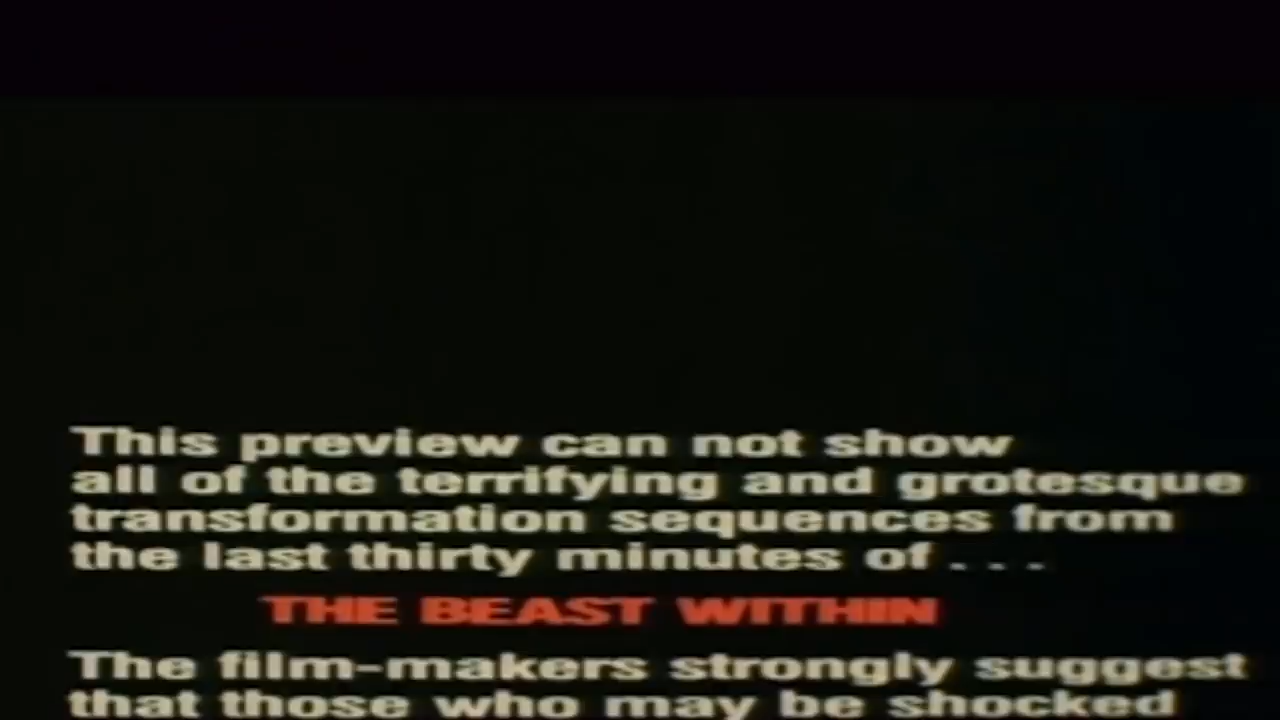 This preview can not show
all of the terrifying and grotesque
transformation sequences from
the last thirty minutes of . . .
THE BEAST WITHIN
The film-makers strongly suggest
that those who may be shocked